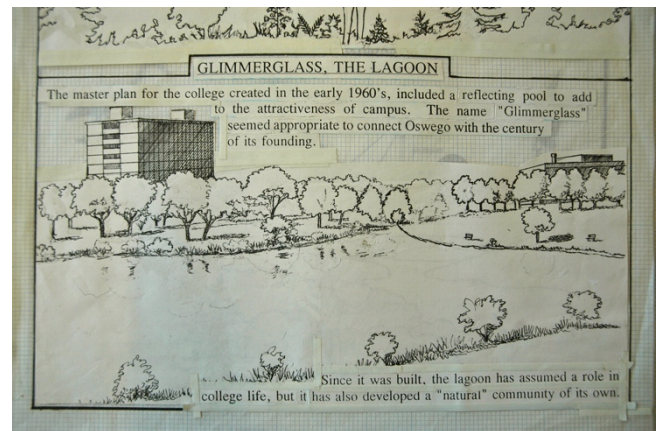 GLIMMERGLASS, THE LAGOON
The master plan for the college created in the early 1960's, included a reflecting pool to add
to the attractiveness of campus. The name "Glimmerglass"
seemed appropriate to connect Oswego with the century
of its founding.
Since it was built, the lagoon has assumed a role in
college life, but it has also developed a "natural" community of its own.